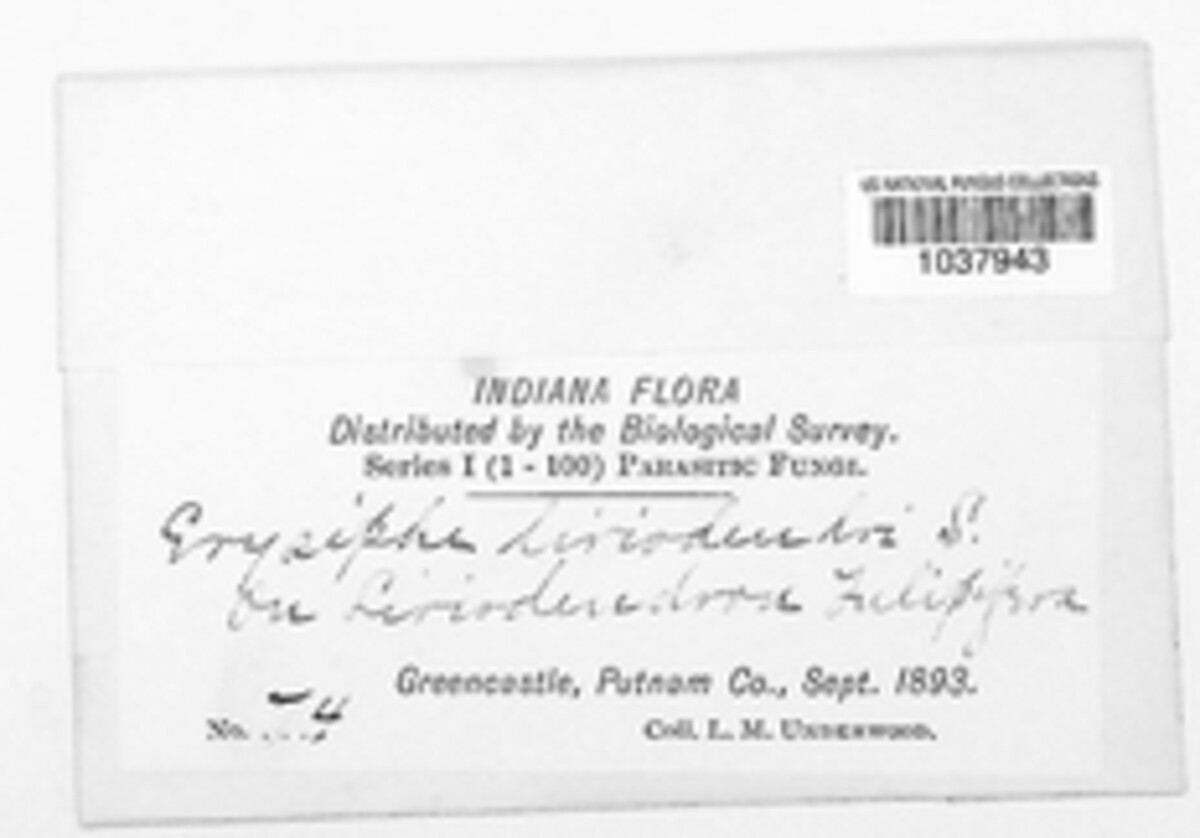 US NATIONAL FUNGUS COLLECTIONS
1037943
INDIANA FLORA
Distributed by the Biological Survey.
Series I (1 - 100) PARASITIC FUNGI.
Erysiphe Liriodendri S.
On Liriodendron Tulipifera
Greencastle, Putnam Co., Sept. 1893.
No. 54
Coll. L. M. UNDERWOOD.